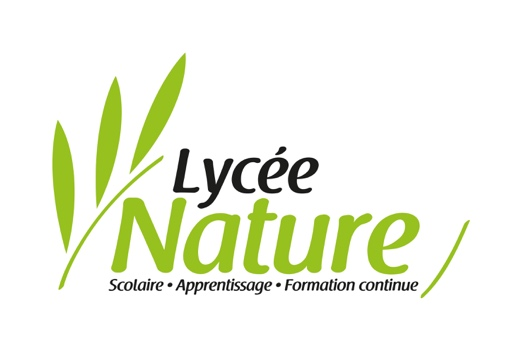 Lycée
Nature
Scolaire • Apprentissage • Formation continue